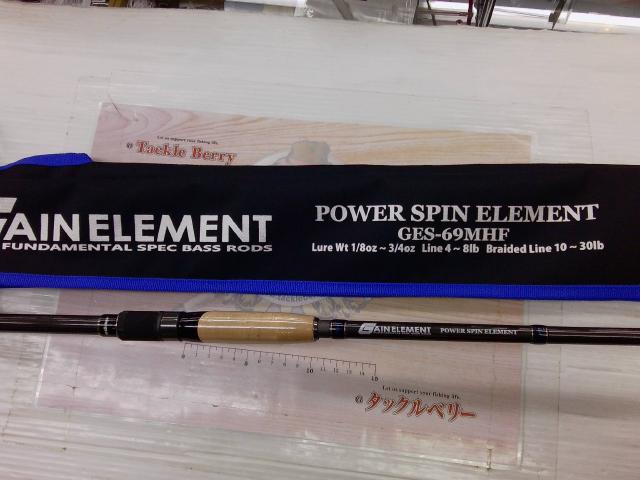 Let us support your fishing life.
@ Tackle Berry
GAIN ELEMENT
FUNDAMENTAL SPEC BASS RODS
POWER SPIN ELEMENT
GES-69MHF
Lure Wt 1/8oz ~ 3/4oz Line 4 ~ 8lb Braided Line 10 ~ 30lb
GAIN ELEMENT POWER SPIN ELEMENT
10
15
Let us support your fishing life.
@ タックルベリー